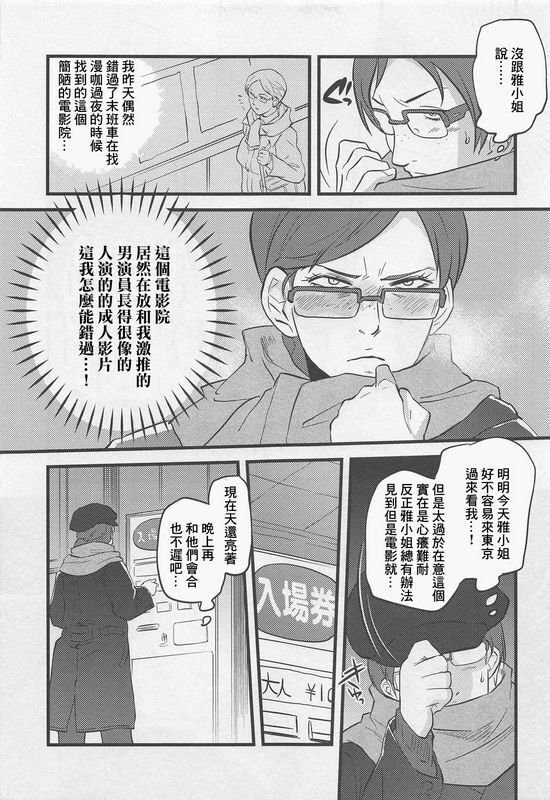 沒跟雅小姐
說……
我昨天偶然
錯過了末班車在找
漫咖過夜的時候
找到的這個
簡陋的電影院…
這個電影院
居然在放和我激推的
男演員長得很像的
人演的的成人影片
這我怎麼能錯過…!
明明今天雅小姐
好不容易來東京
過來看我…!
但是太過於在意這個
實在是心癢難耐
反正雅小姐總有辦法
見到但是電影就…
入場券
大人 ¥10
現在天還亮著
晚上再
和他們會合
也不遲吧…
入場